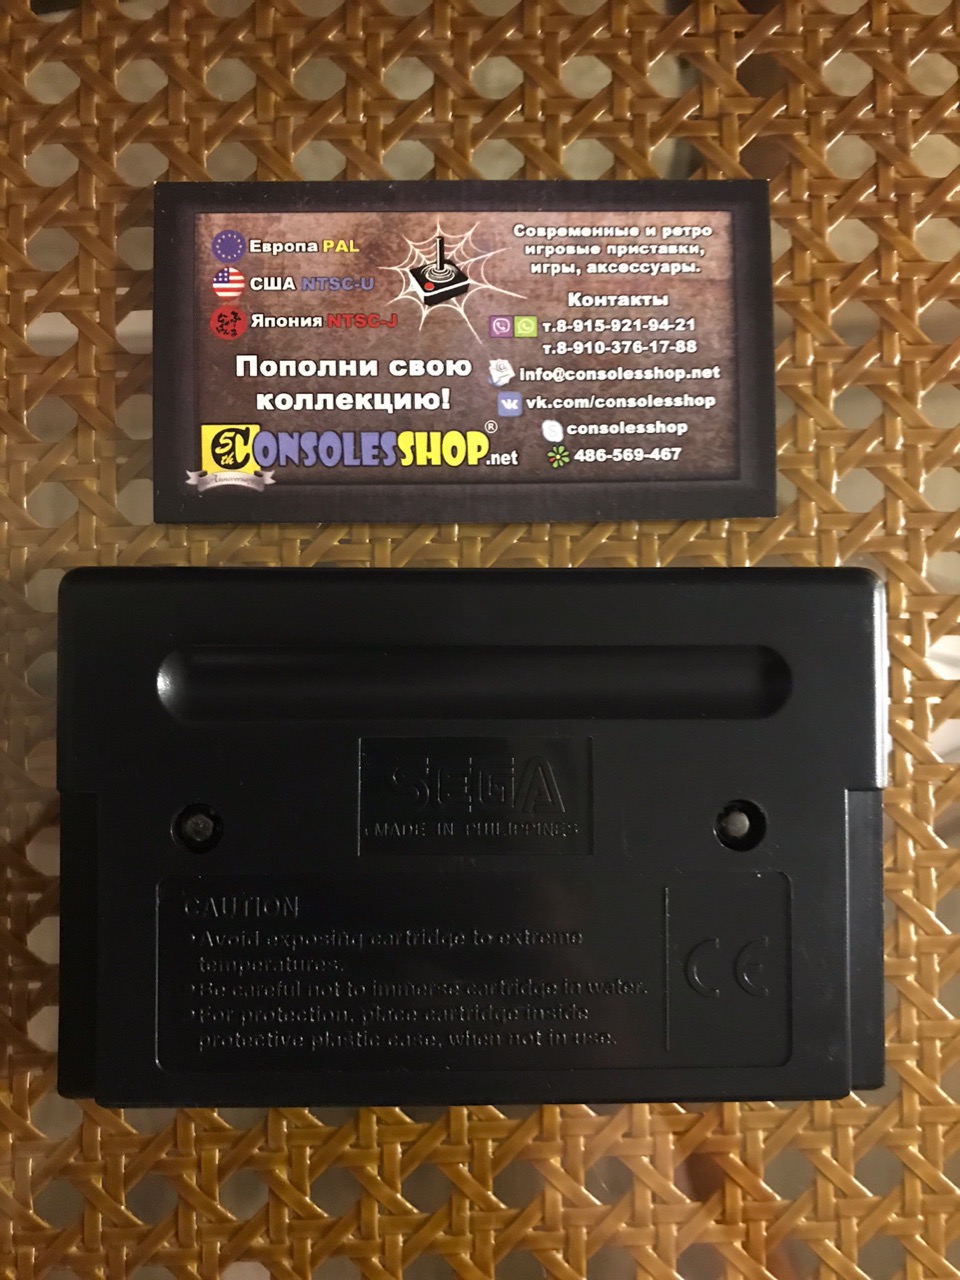 Европа PAL
США NTSC-U
Япония NTSC-J
Пополни свою
коллекцию!
5th CONSOLESSHOP®.net
Anniversary
Современные и ретро
игровые приставки,
игры, аксессуары.
Контакты
т.8-915-921-94-21
т.8-910-376-17-88
info@consolesshop.net
vk.com/consolesshop
consolesshop
486-569-467
SEGA
MADE IN PHILIPPINES
CAUTION
•Avoid exposing cartridge to extreme
temperatures.
•Be careful not to immerse cartridge in water.
•For protection, place cartridge inside
protective plastic case, when not in use.
CE